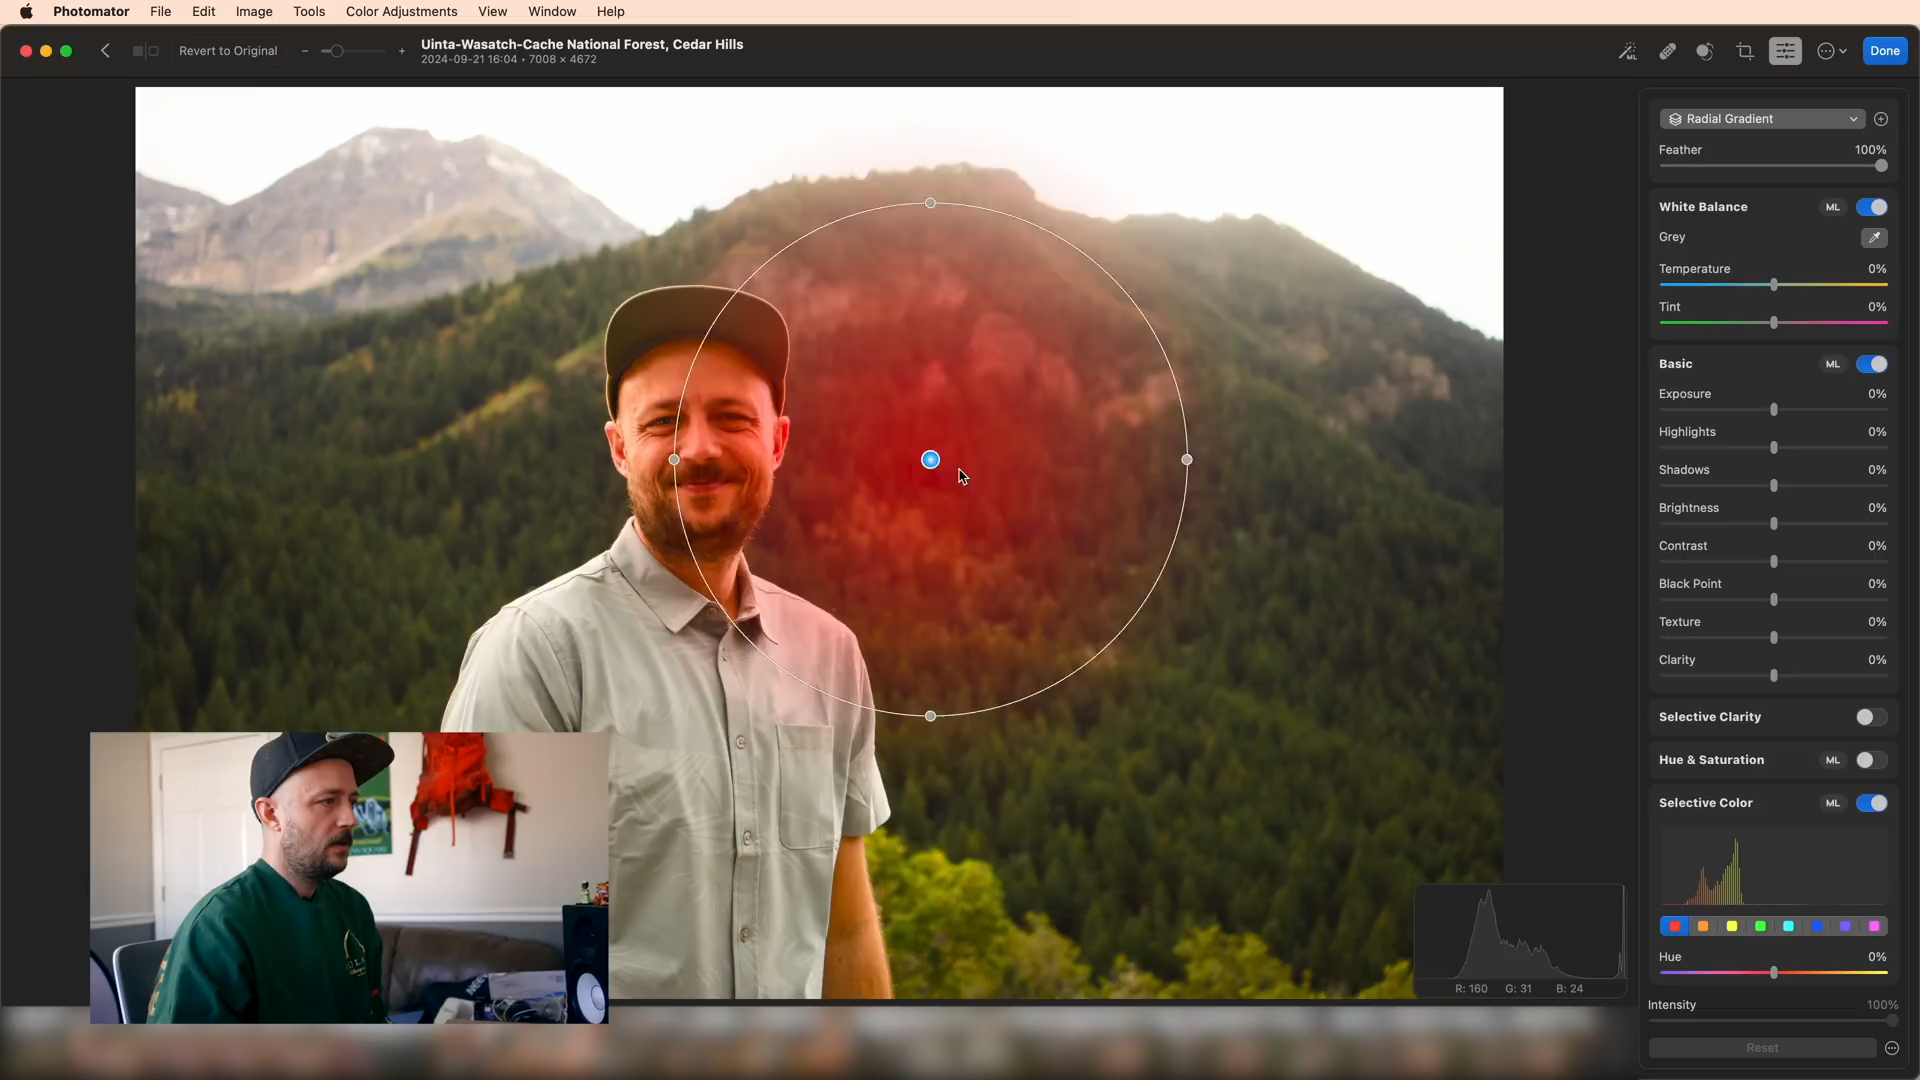 Photomator File Edit Image Tools Color Adjustments View Window Help
Revert to Original
Uinta-Wasatch-Cache National Forest, Cedar Hills
2024-09-21 16:04 • 7008 × 4672
ML
Done
Radial Gradient
Feather 100%
White Balance ML
Grey
Temperature 0%
Tint 0%
Basic ML
Exposure 0%
Highlights 0%
Shadows 0%
Brightness 0%
Contrast 0%
Black Point 0%
Texture 0%
Clarity 0%
Selective Clarity
Hue & Saturation ML
Selective Color ML
R: 160 G: 31 B: 24
Hue 0%
Intensity 100%
Reset